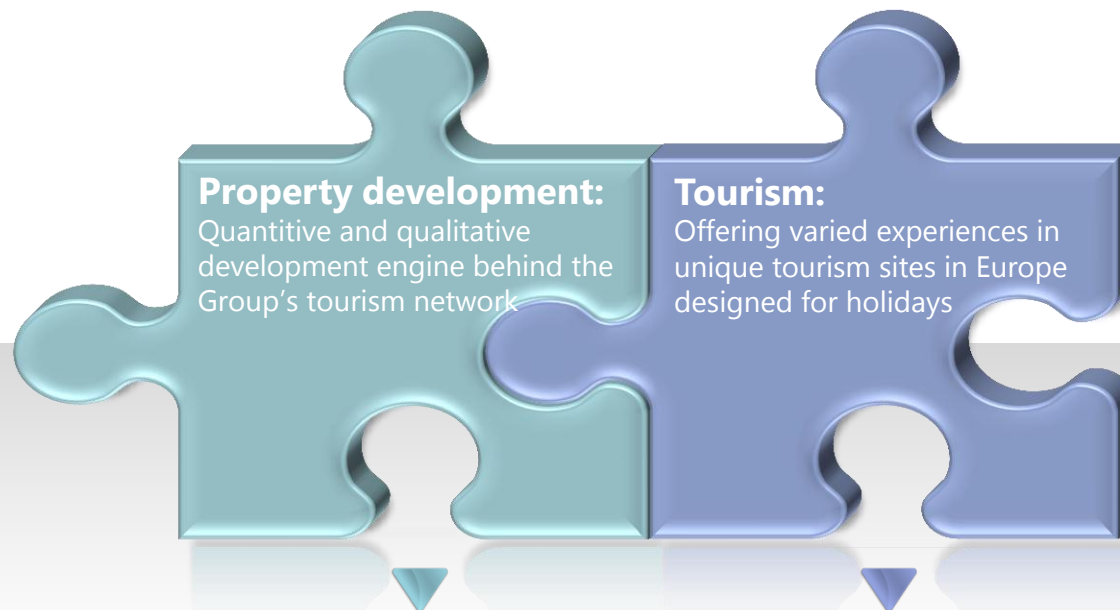 Property development:
Quantitive and qualitative
development engine behind the
Group's tourism network
Tourism:
Offering varied experiences in
unique tourism sites in Europe
designed for holidays